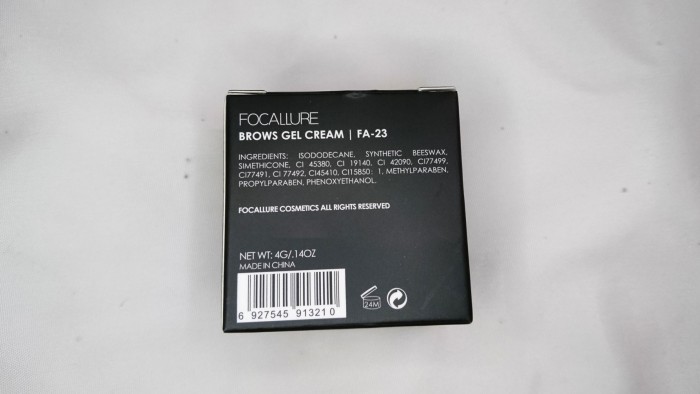 FOCALLURE
BROWS GEL CREAM | FA-23
INGREDIENTS: ISODODECANE, SYNTHETIC BEESWAX,
SIMETHICONE, CI 45380, CI 19140, CI 42090, CI77499,
CI77491, CI 77492, CI45410, CI15850：1, METHYLPARABEN,
PROPYLPARABEN, PHENOXYETHANOL.
FOCALLURE COSMETICS ALL RIGHTS RESERVED
NET WT: 4G/.14OZ
MADE IN CHINA
6 927545 913210
24M